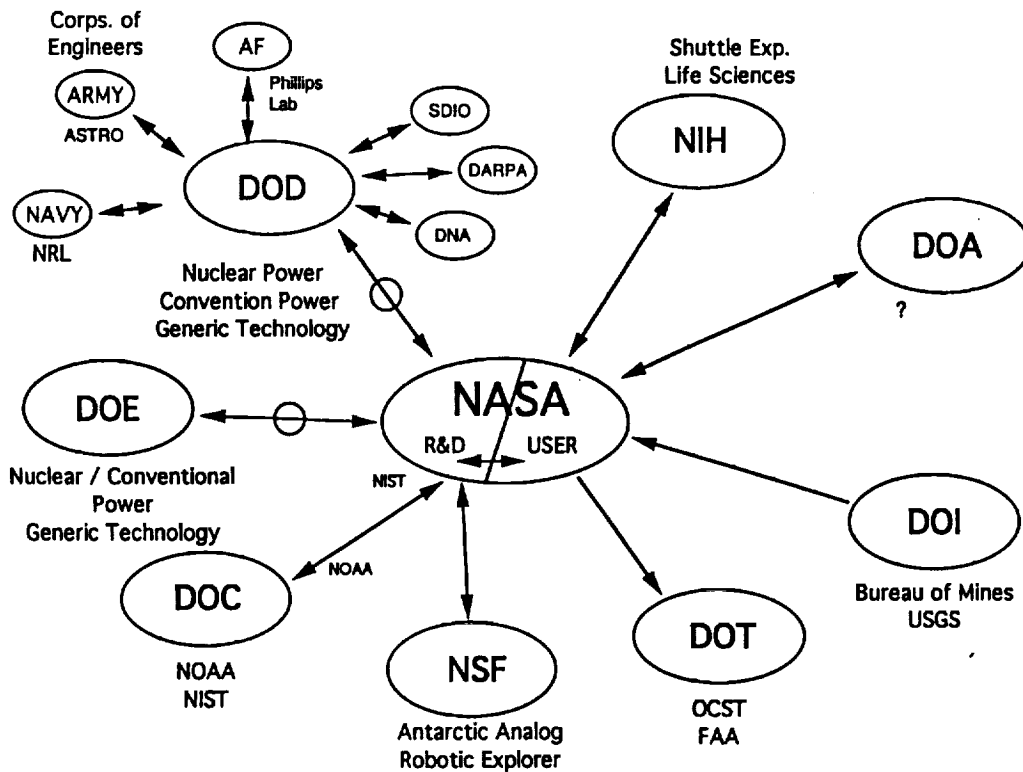 Corps. of
Engineers
ARMY
ASTRO
AF
Phillips
Lab
SDIO
DARPA
DNA
DOD
NAVY
NRL
Nuclear Power
Convention Power
Generic Technology
Shuttle Exp.
Life Sciences
NIH
DOA
?
DOE
Nuclear / Conventional
Power
Generic Technology
NASA
R&D
USER
NIST
NOAA
DOC
NOAA
NIST
NSF
Antarctic Analog
Robotic Explorer
DOT
OCST
FAA
DOI
Bureau of Mines
USGS